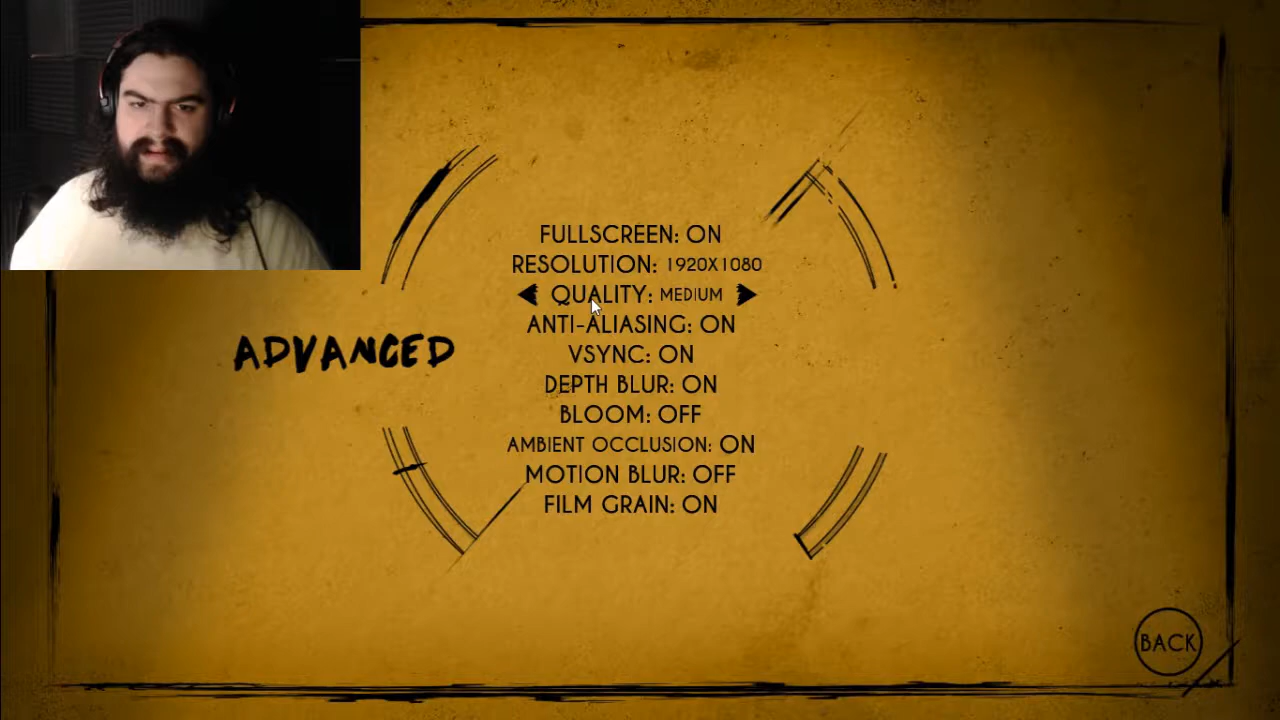 FULLSCREEN: ON
RESOLUTION: 1920X1080
QUALITY: MEDIUM
ANTI-ALIASING: ON
ADVANCED
VSYNC: ON
DEPTH BLUR: ON
BLOOM: OFF
AMBIENT OCCLUSION: ON
MOTION BLUR: OFF
FILM GRAIN: ON
BACK